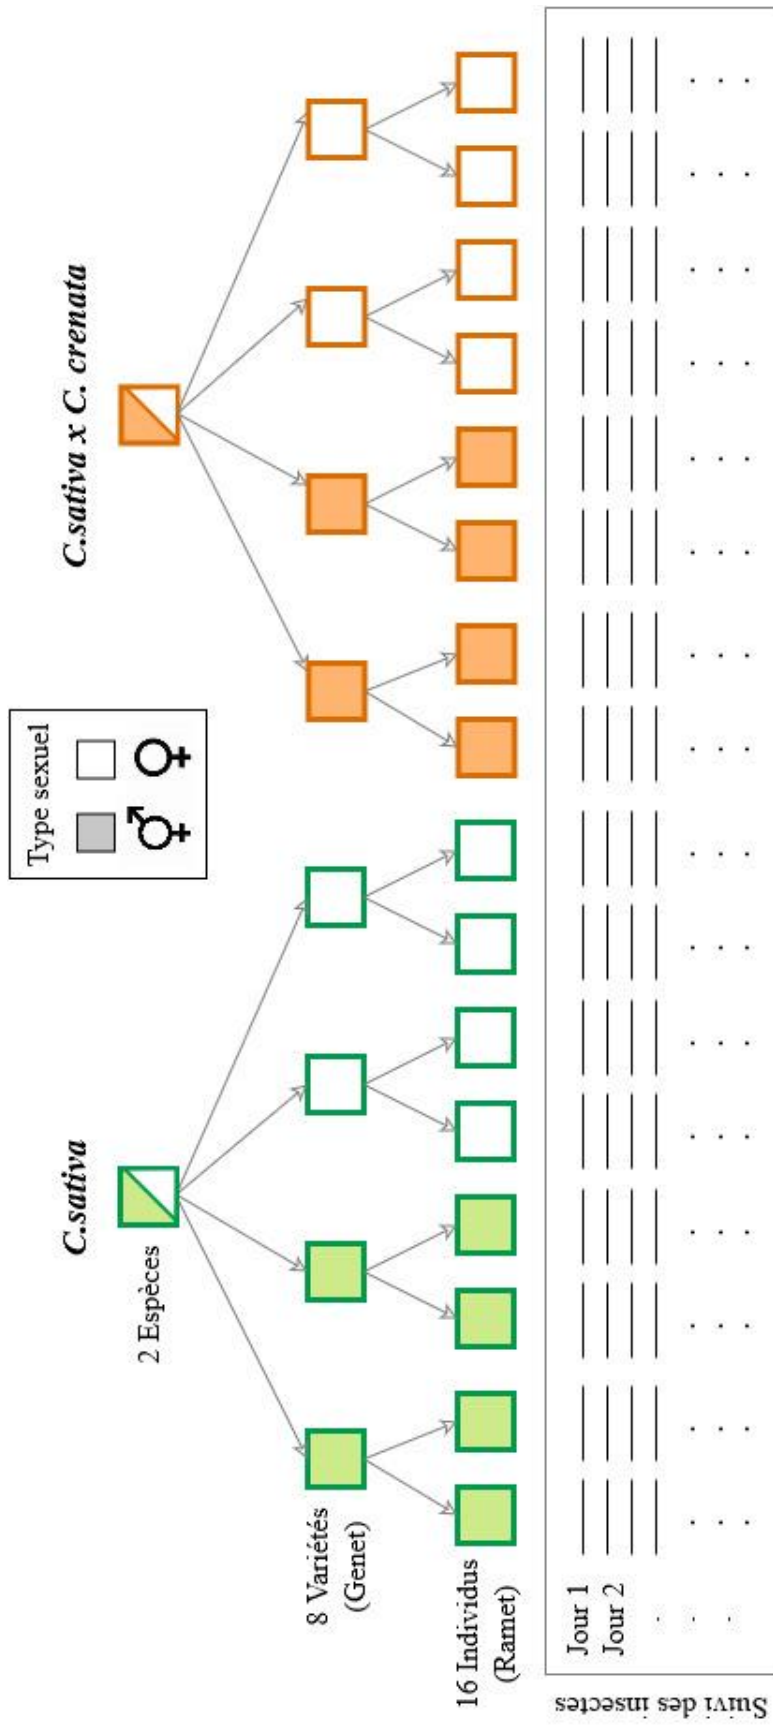 Type sexuel
C.sativa
C.sativa x C. crenata
2 Espèces
8 Variétés
(Genet)
16 Individus
(Ramet)
Jour 1
Jour 2
Suivi des insectes